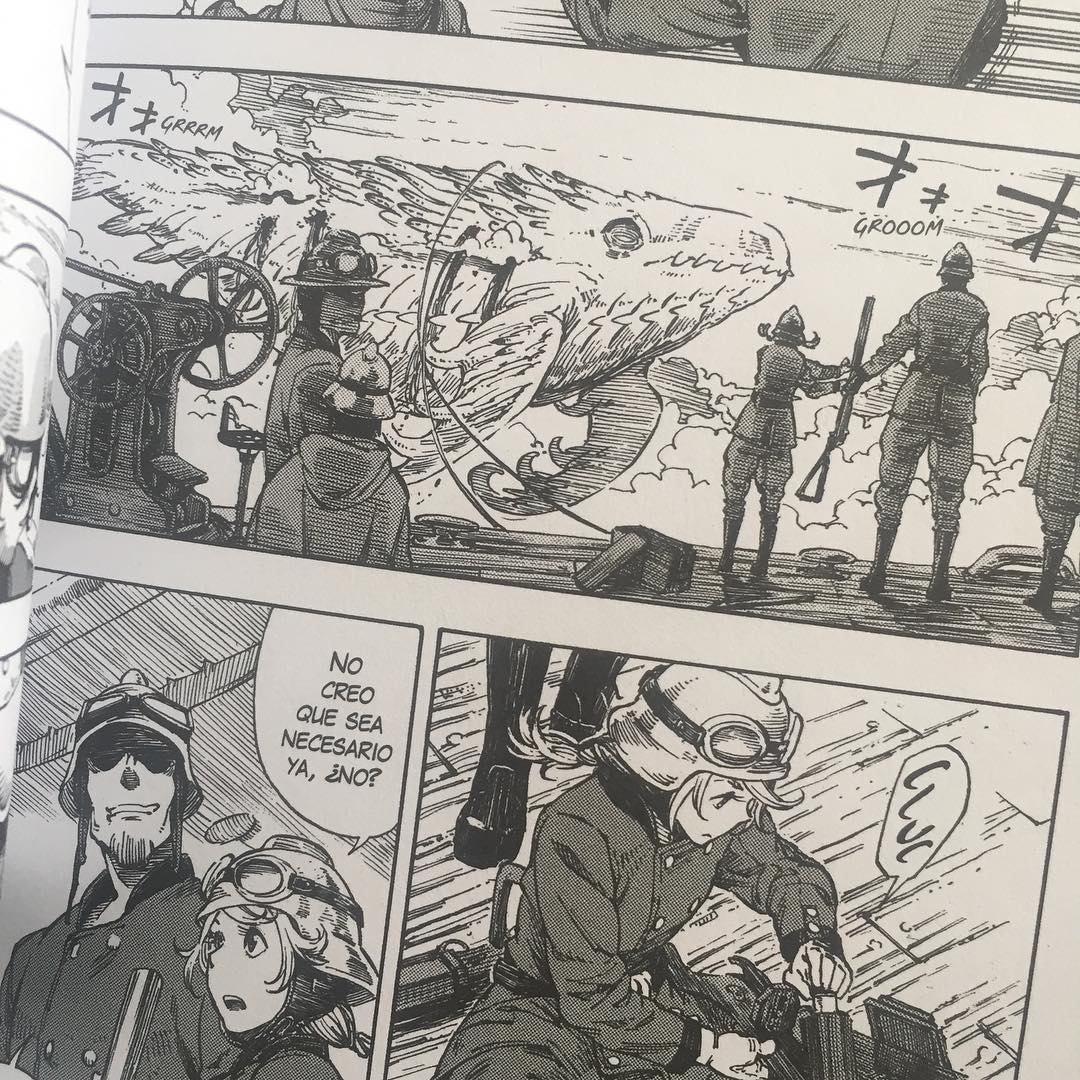 オォ GRRRM
オォ
GROOOM
オ
NO
CREO
QUE SEA
NECESARIO
YA, ¿NO?